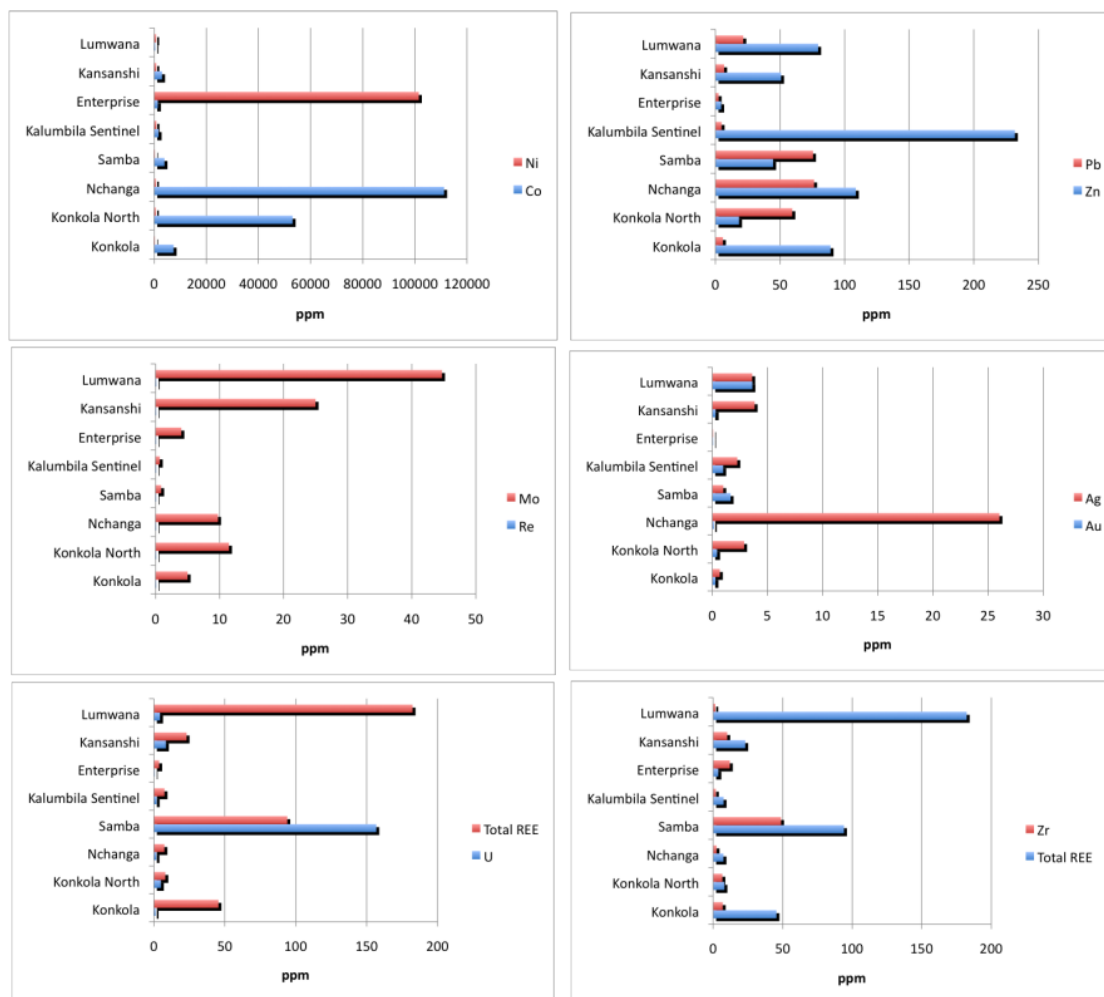 Lumwana
Kansanshi
Enterprise
Kalumbila Sentinel
Samba
Nchanga
Konkola North
Konkola
Ni
Co
0 20000 40000 60000 80000 100000 120000
ppm
Lumwana
Kansanshi
Enterprise
Kalumbila Sentinel
Samba
Nchanga
Konkola North
Konkola
Pb
Zn
0 50 100 150 200 250
ppm
Lumwana
Kansanshi
Enterprise
Kalumbila Sentinel
Samba
Nchanga
Konkola North
Konkola
Mo
Re
0 10 20 30 40 50
ppm
Lumwana
Kansanshi
Enterprise
Kalumbila Sentinel
Samba
Nchanga
Konkola North
Konkola
Ag
Au
0 5 10 15 20 25 30
ppm
Lumwana
Kansanshi
Enterprise
Kalumbila Sentinel
Samba
Nchanga
Konkola North
Konkola
Total REE
U
0 50 100 150 200
ppm
Lumwana
Kansanshi
Enterprise
Kalumbila Sentinel
Samba
Nchanga
Konkola North
Konkola
Zr
Total REE
0 50 100 150 200
ppm